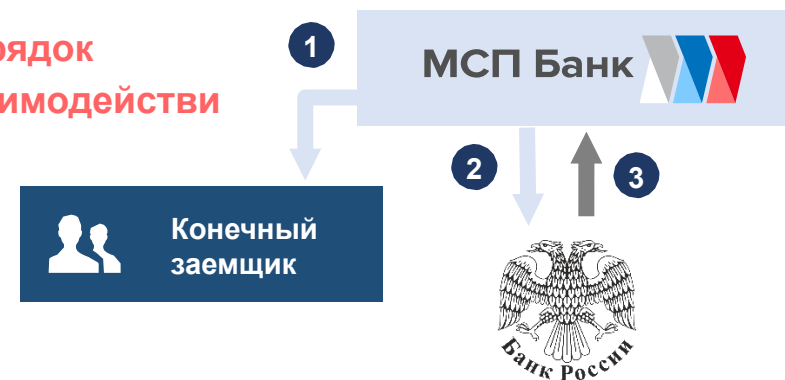 рядок
имодействи
1
МСП Банк
2
3
Конечный
заемщик
Банк России